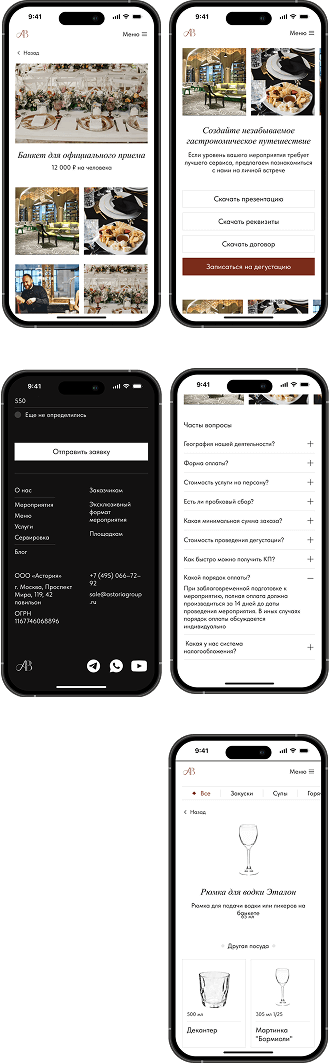 9:41
АВ
Меню
Назад
Банкет для официального приема
12 000 ₽ на человека
9:41
АВ
Меню
Создайте незабываемое
гастрономическое путешествие
Если уровень вашего мероприятия требует
лучшего сервиса, предлагаем познакомиться
с нами на личной встрече
Скачать презентацию
Скачать реквизиты
Скачать договор
Записаться на дегустацию
9:41
550
Еще не определились
Отправить заявку
О нас
Мероприятия
Меню
Услуги
Сервировка
Блог
Заказчикам
Эксклюзивный
формат
мероприятия
Площадкам
ООО «Астория»
г. Москва, Проспект
Мира, 119, 42
павильон
ОГРН
1167746068896
+7 (495) 066–72–
92
sale@astoriagroup
.ru
АВ
9:41
Часты вопросы
География нашей деятельности?
Форма оплаты?
Стоимость услуги на персону?
Есть ли пробковый сбор?
Какая минимальная сумма заказа?
Стоимость проведения дегустации?
Как быстро можно получить КП?
Какой порядок оплаты?
При заблаговременной подготовке к
мероприятию, полная оплата должна
производиться за 14 дней до даты
проведения мероприятия. В иных случаях
порядок оплаты обсуждается
индивидуально
Какая у нас система
налогообложения?
9:41
АВ
Меню
Все
Закуски
Супы
Горя
Назад
Рюмка для водки Эталон
Рюмка для подачи водки или ликеров на
банкете
65 мл
Другая посуда
500 мл
Декантер
305 мл 1/25
Мартинка
"Бармиоли"